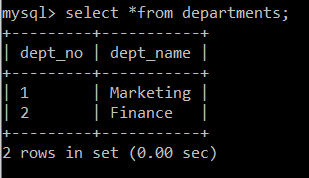 mysql> select *from departments;
+---------+-----------+
| dept_no | dept_name |
+---------+-----------+
| 1       | Marketing |
| 2       | Finance   |
+---------+-----------+
2 rows in set (0.00 sec)